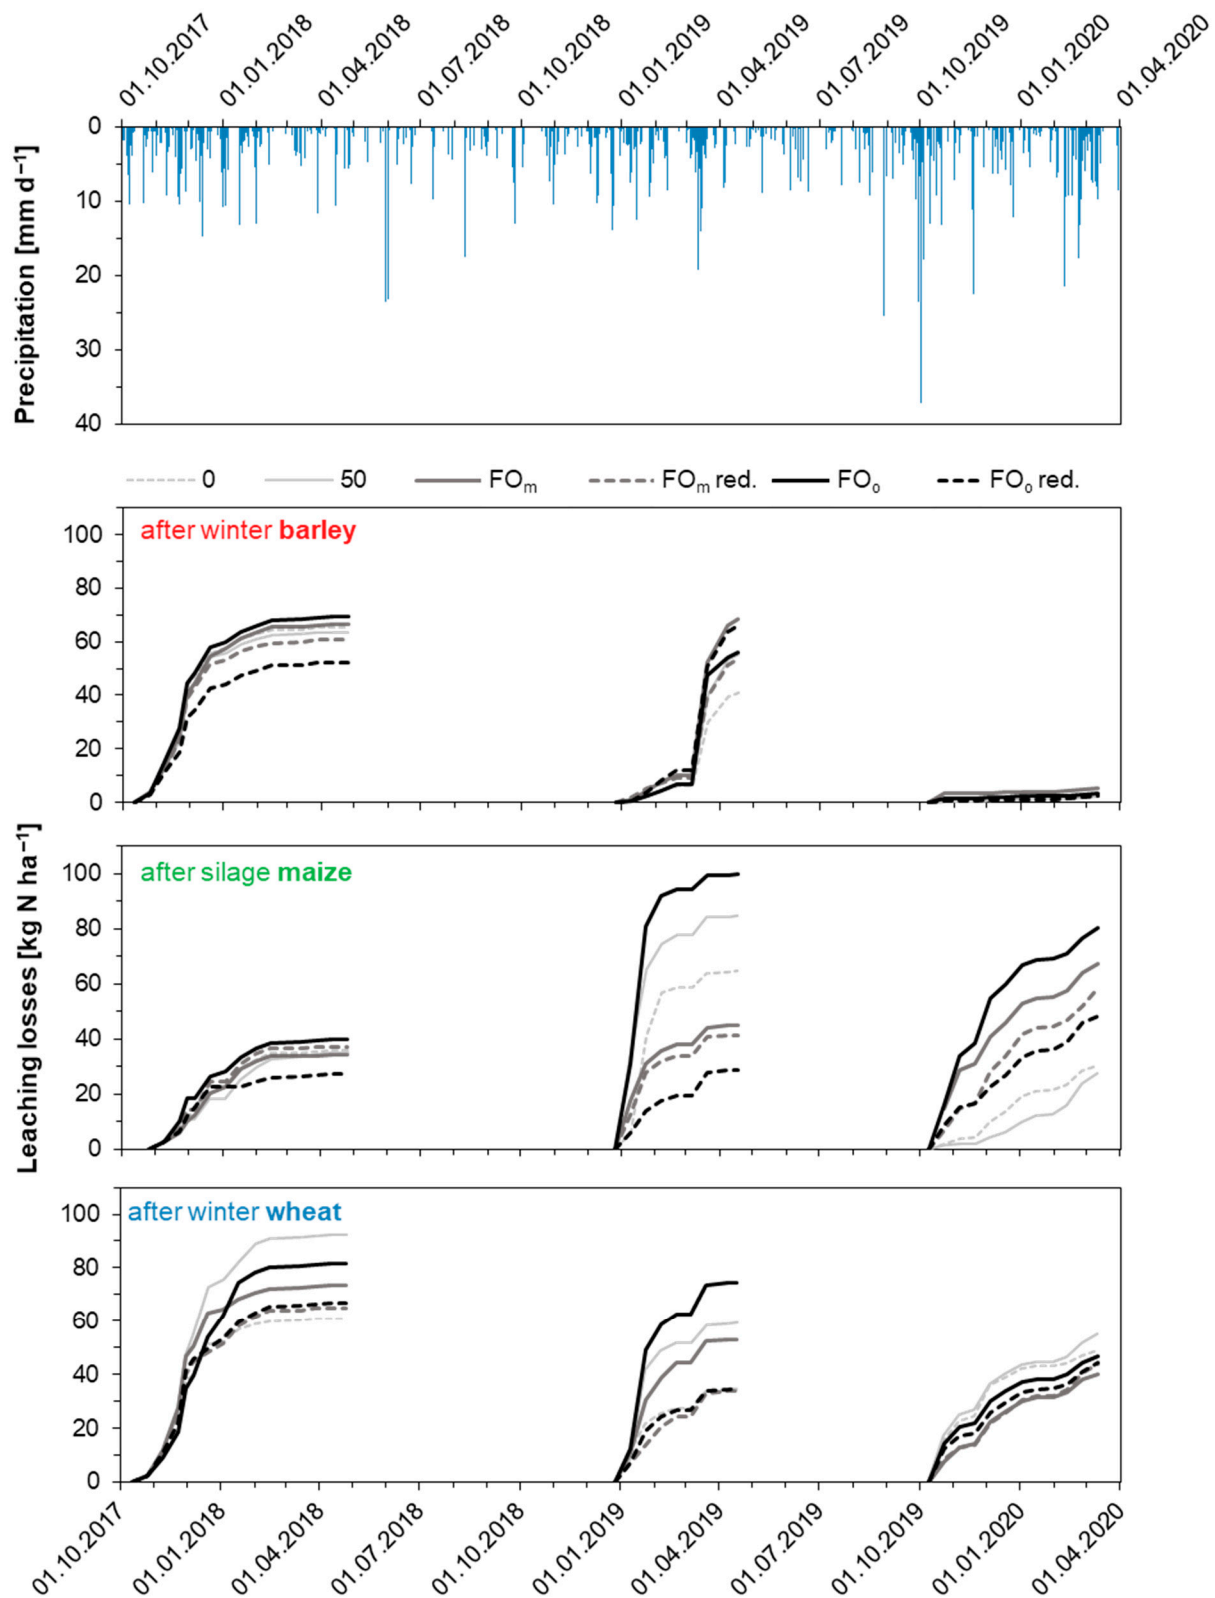 01.10.2017 01.01.2018 01.04.2018 01.07.2018 01.10.2018 01.01.2019 01.04.2019 01.07.2019 01.10.2019 01.01.2020 01.04.2020
Precipitation [mm d⁻¹]
0
10
20
30
40
0 50 FOₘ FOₘ red. FOₒ FOₒ red.
Leaching losses [kg N ha⁻¹]
after winter barley
100
80
60
40
20
0
after silage maize
100
80
60
40
20
0
after winter wheat
100
80
60
40
20
0
01.10.2017 01.01.2018 01.04.2018 01.07.2018 01.10.2018 01.01.2019 01.04.2019 01.07.2019 01.10.2019 01.01.2020 01.04.2020